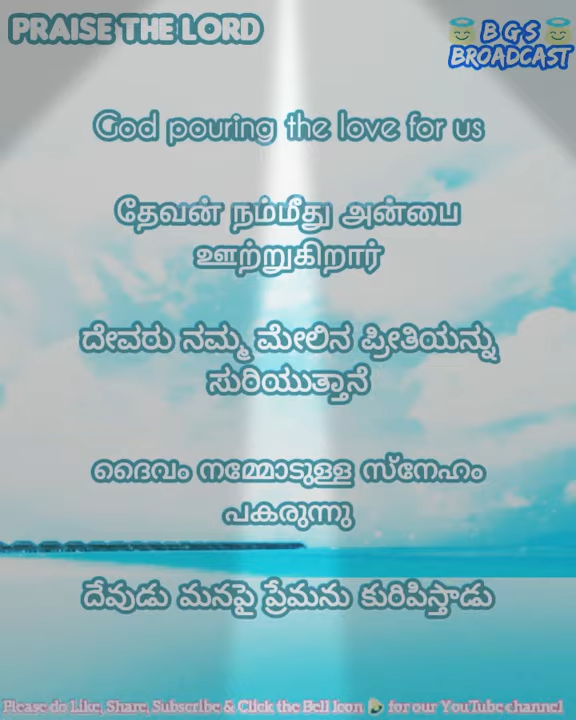 PRAISE THE LORD
BGS
BROADCAST
God pouring the love for us
தேவன் நம்மீது அன்பை
ஊற்றுகிறார்
ದೇವರು ನಮ್ಮ ಮೇಲಿನ ಪ್ರೀತಿಯನ್ನು
ಸುರಿಯುತ್ತಾನೆ
ദൈവം നമ്മോടുള്ള സ്നേഹം
പകരുന്നു
దేవుడు మనపై ప్రేమను కురిపిస్తాడు
Please do Like, Share, Subscribe & Click the Bell Icon 🔔 for our YouTube channel